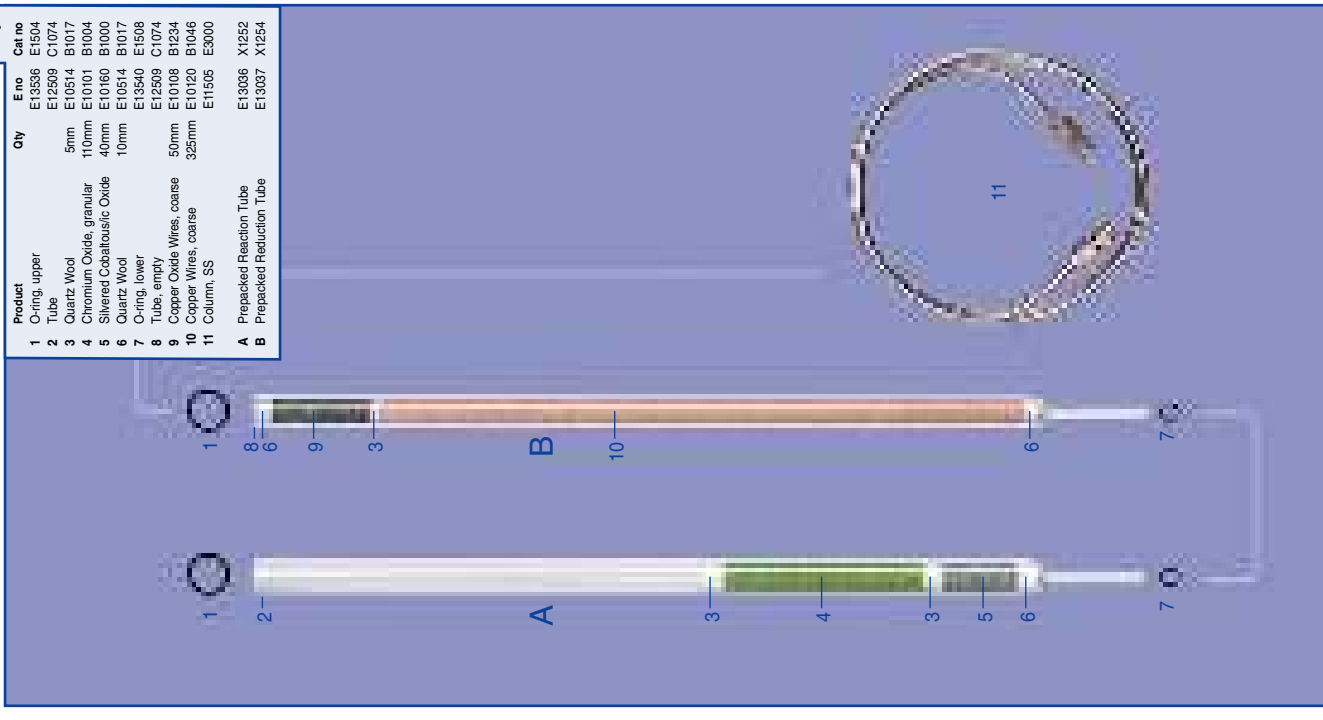 Product Qty E no Cat no
1 O-ring, upper E13536 E1504
2 Tube E12509 C1074
3 Quartz Wool 5mm E10514 B1017
4 Chromium Oxide, granular 110mm E10101 B1004
5 Silvered Cobaltous/ic Oxide 40mm E10160 B1000
6 Quartz Wool 10mm E10514 B1017
7 O-ring, lower E13540 E1508
8 Tube, empty E12509 C1074
9 Copper Oxide Wires, coarse 50mm E10108 B1234
10 Copper Wires, coarse 325mm E10120 B1046
11 Column, SS E11505 E3000
A Prepacked Reaction Tube E13036 X1252
B Prepacked Reduction Tube E13037 X1254
1
8
6
9
3
B
10
6
7
11
1
2
A
3
4
3
5
6
7